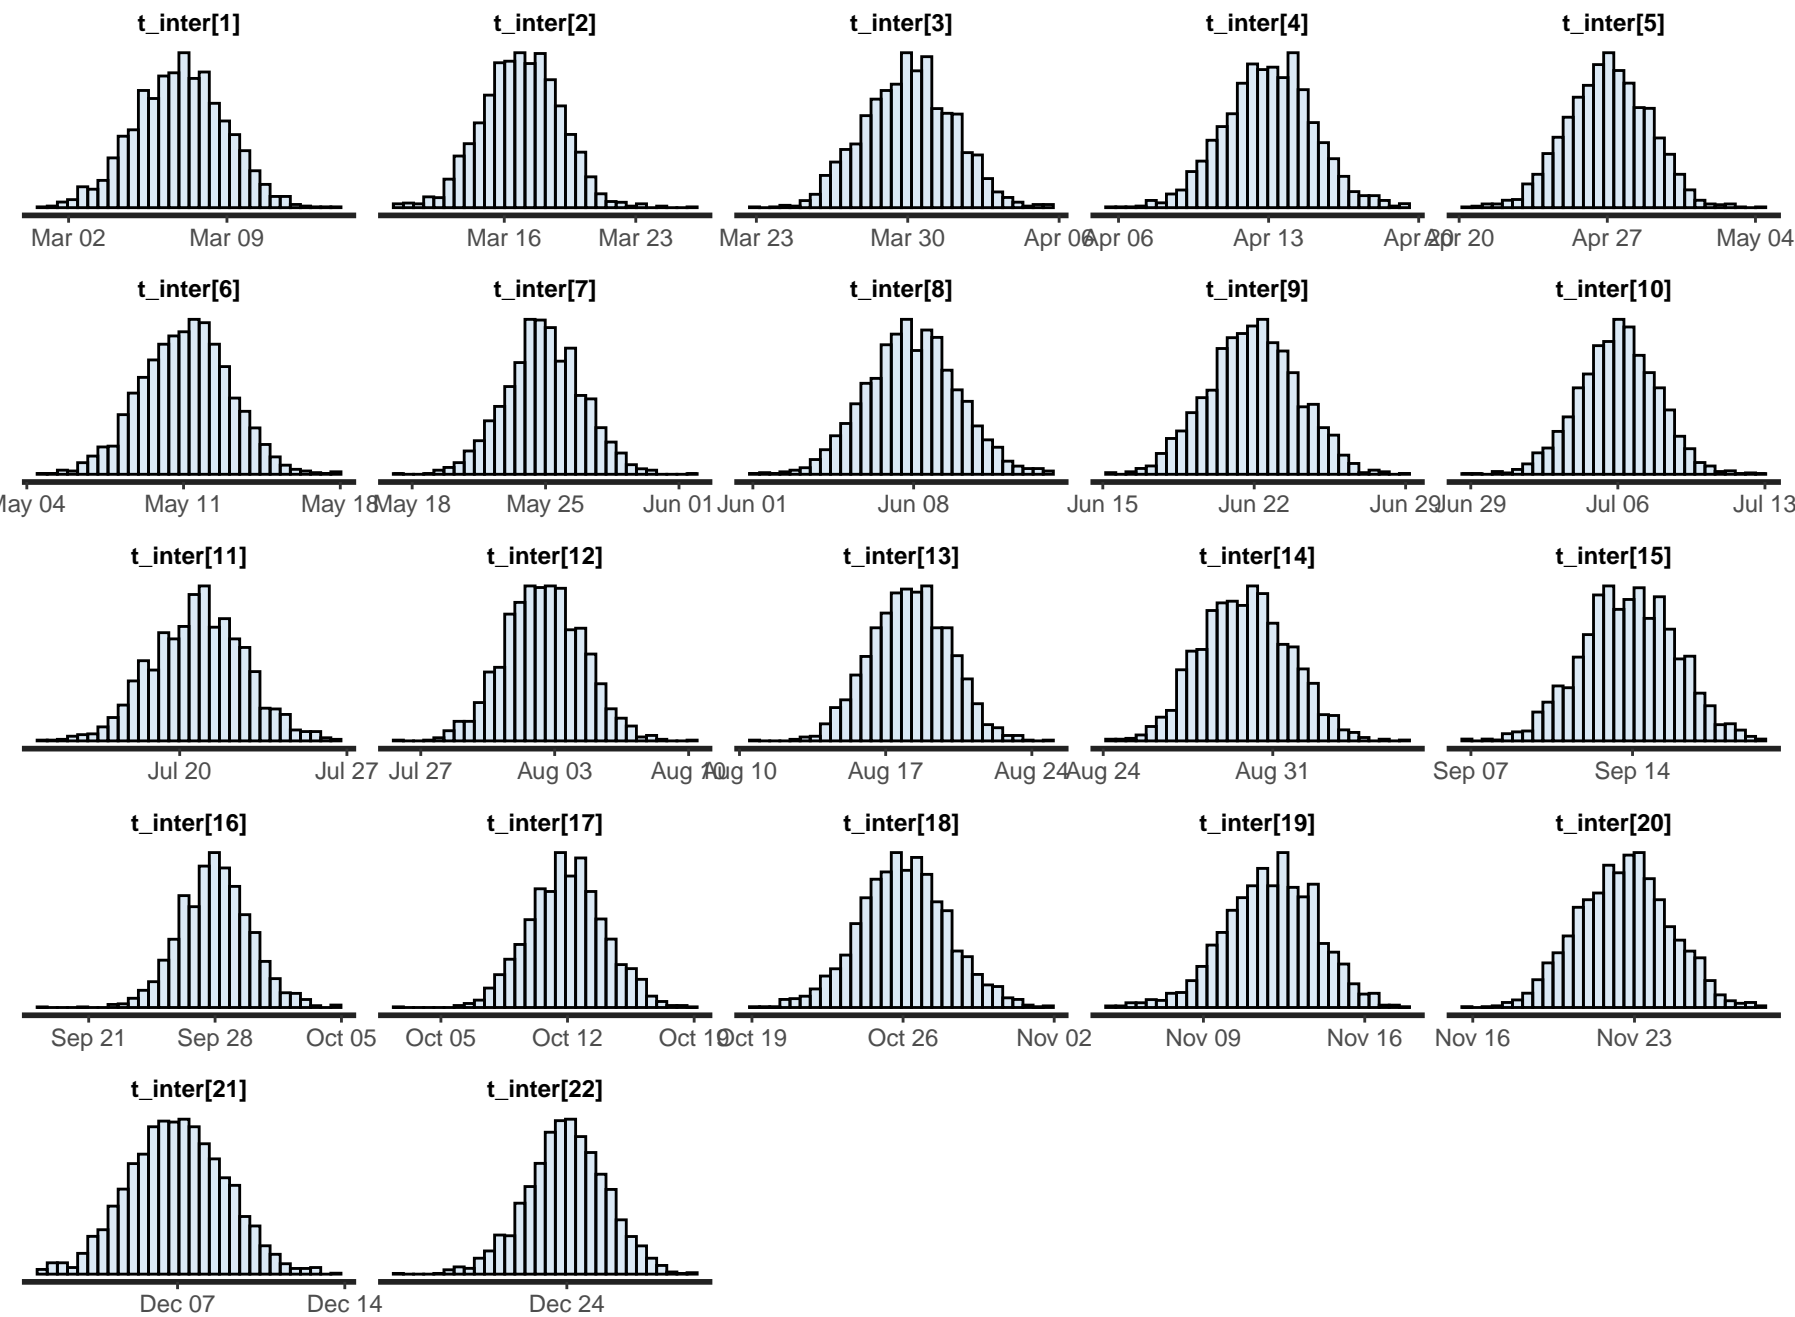 t_inter[1] t_inter[2] t_inter[3] t_inter[4] t_inter[5]
Mar 02 Mar 09 Mar 16 Mar 23 Mar 23 Mar 30 Apr 06 Apr 06 Apr 13 Apr 20 Apr 20 Apr 27 May 04
t_inter[6] t_inter[7] t_inter[8] t_inter[9] t_inter[10]
May 04 May 11 May 18 May 18 May 25 Jun 01 Jun 01 Jun 08 Jun 15 Jun 22 Jun 29 Jun 29 Jul 06 Jul 13
t_inter[11] t_inter[12] t_inter[13] t_inter[14] t_inter[15]
Jul 20 Jul 27 Jul 27 Aug 03 Aug 10 Aug 10 Aug 17 Aug 24 Aug 24 Aug 31 Sep 07 Sep 14
t_inter[16] t_inter[17] t_inter[18] t_inter[19] t_inter[20]
Sep 21 Sep 28 Oct 05 Oct 05 Oct 12 Oct 19 Oct 19 Oct 26 Nov 02 Nov 09 Nov 16 Nov 16 Nov 23
t_inter[21] t_inter[22]
Dec 07 Dec 14 Dec 24